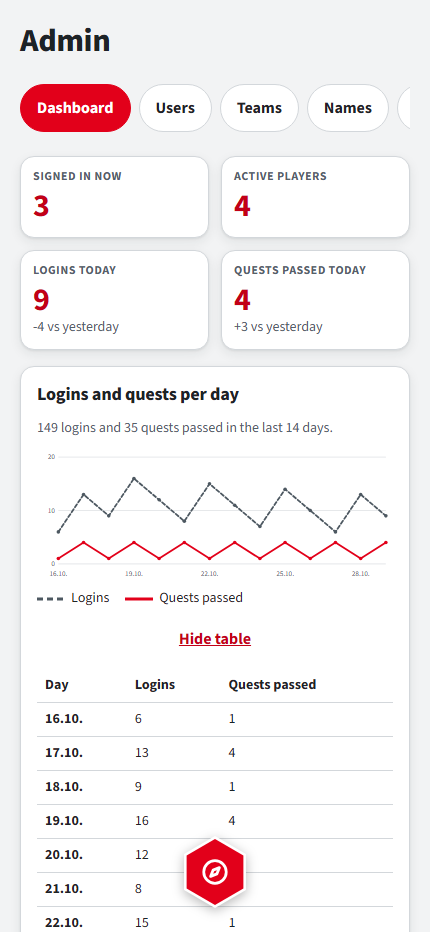 Admin
Dashboard Users Teams Names
SIGNED IN NOW
3
ACTIVE PLAYERS
4
LOGINS TODAY
9
-4 vs yesterday
QUESTS PASSED TODAY
4
+3 vs yesterday
Logins and quests per day
149 logins and 35 quests passed in the last 14 days.
20
10
0
16.10. 19.10. 22.10. 25.10. 28.10.
Logins Quests passed
Hide table
Day Logins Quests passed
16.10. 6 1
17.10. 13 4
18.10. 9 1
19.10. 16 4
20.10. 12
21.10. 8
22.10. 15 1